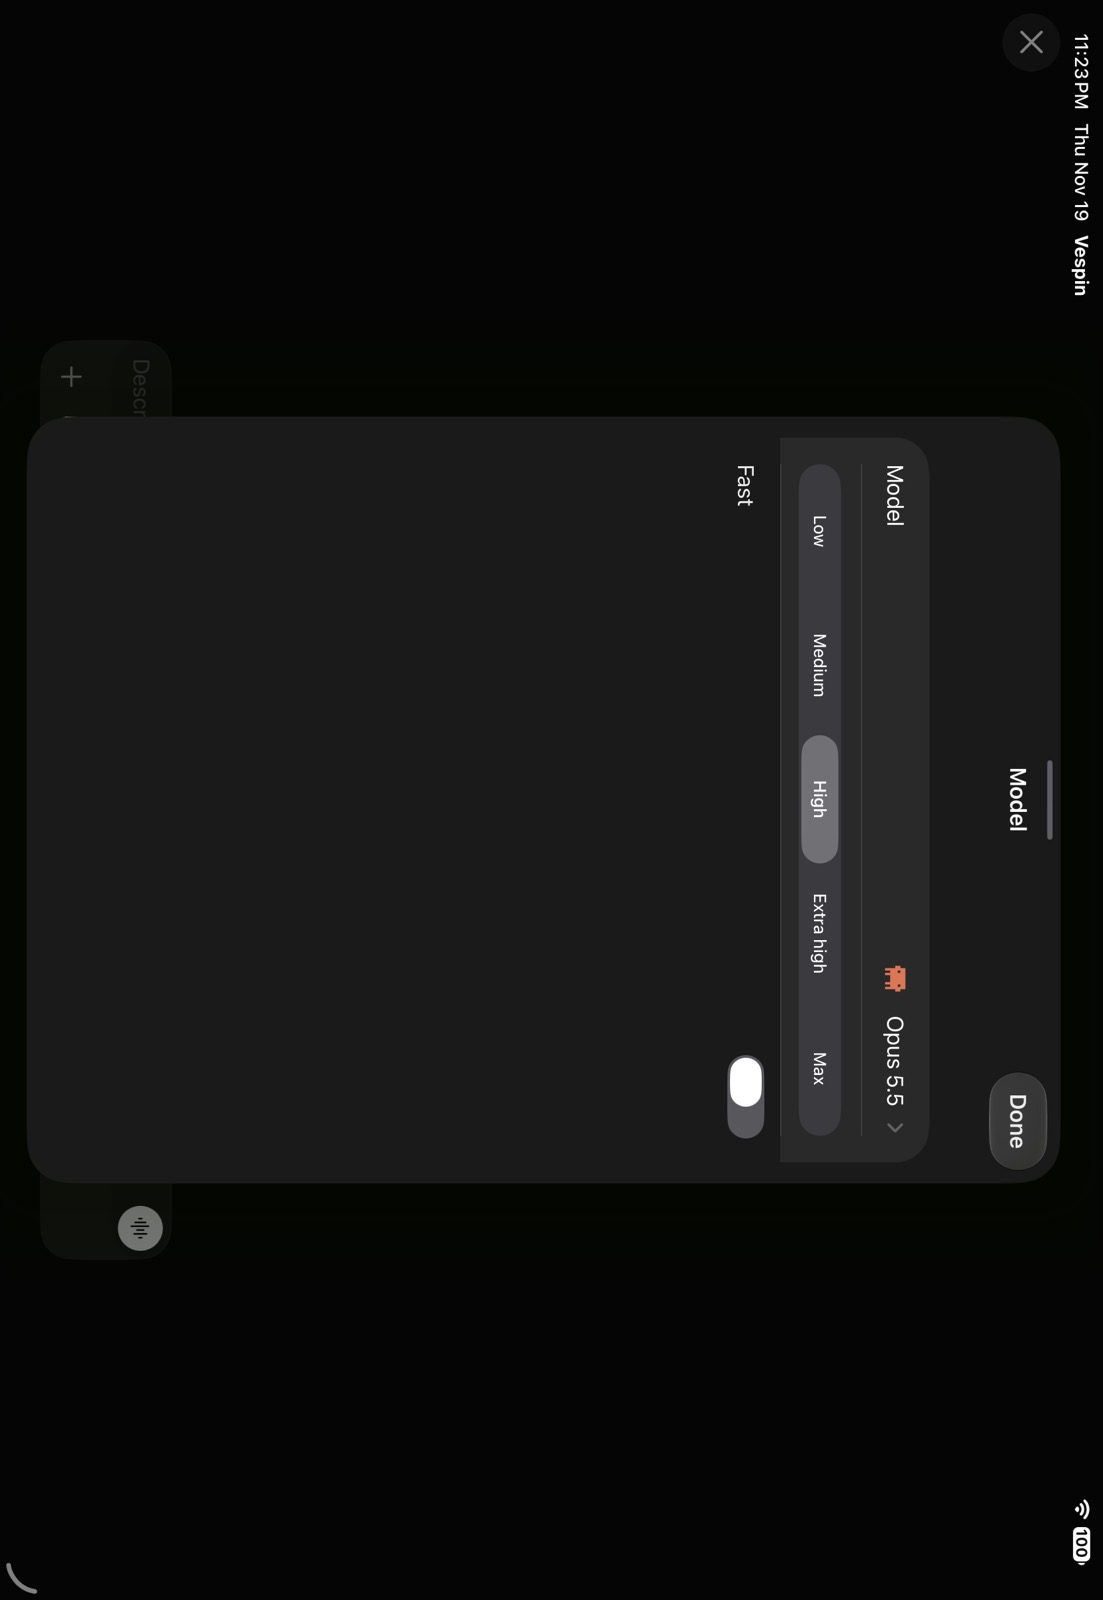 11:23 PM Thu Nov 19 Vespin
100
Model
Done
Model
Opus 5.5
Low Medium High Extra high Max
Fast
Descr